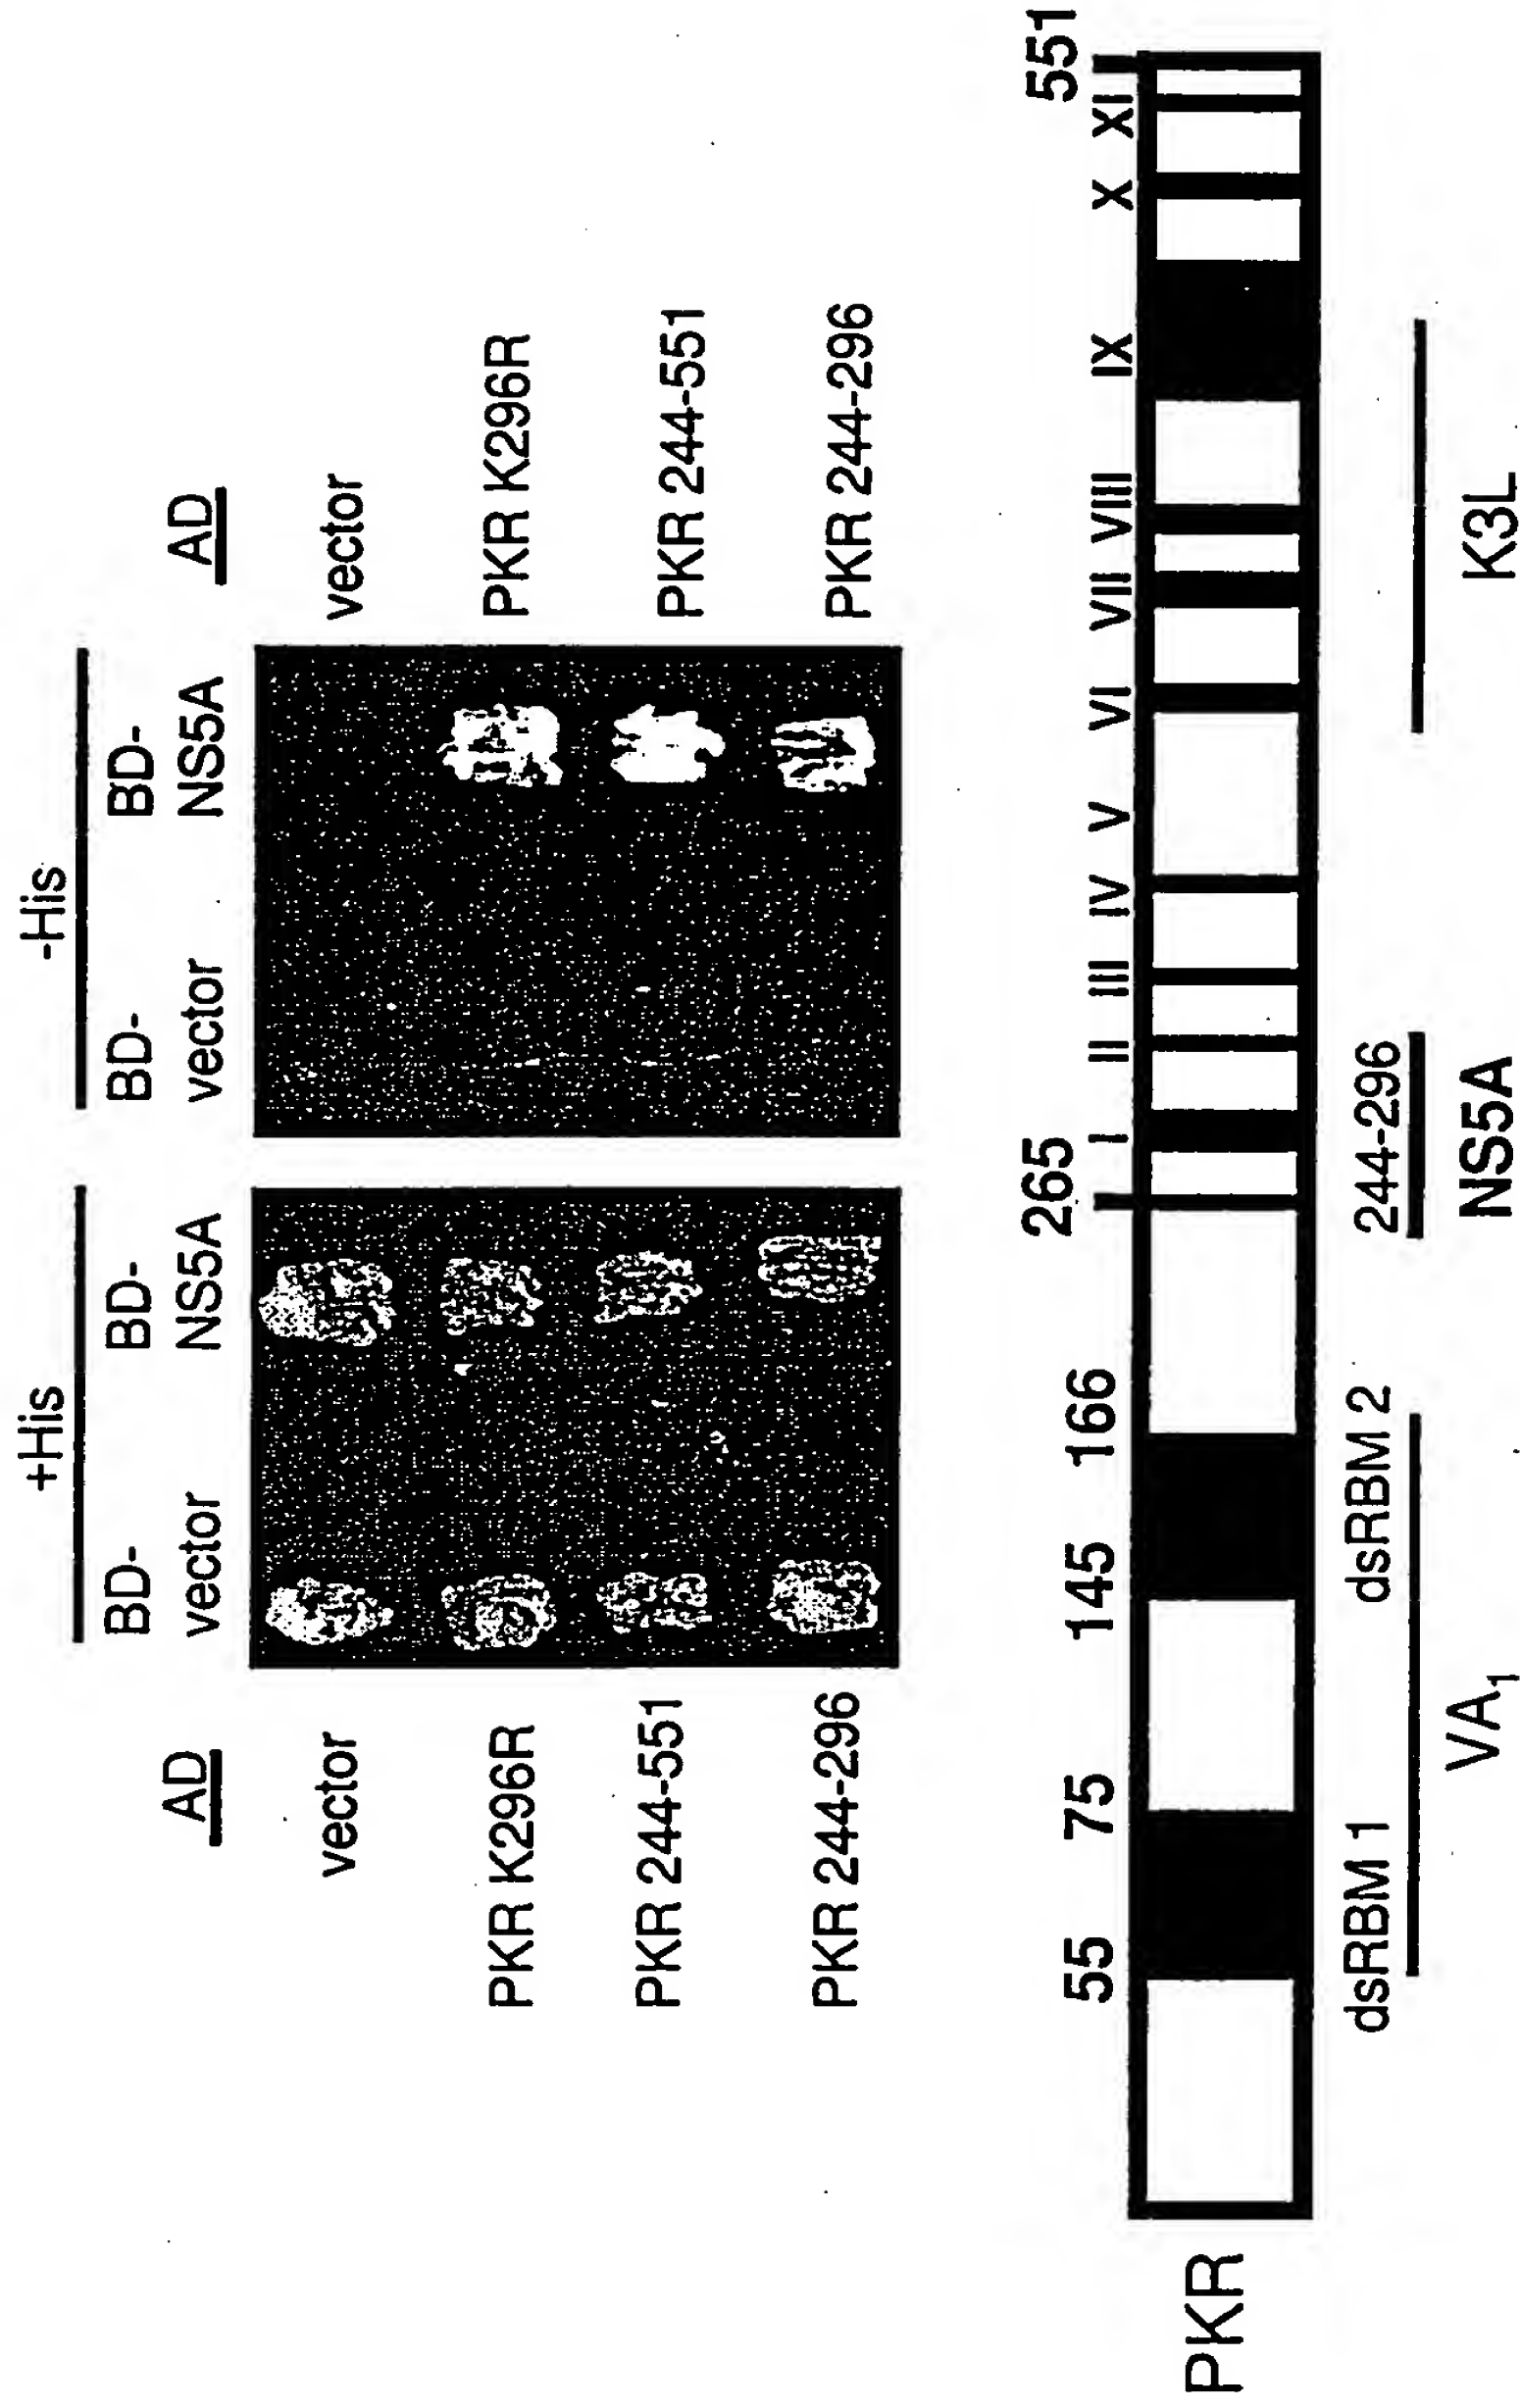 +His
-His
BD-
BD-
BD-
BD-
AD
vector
NS5A
vector
NS5A
AD
vector
vector
PKR K296R
PKR K296R
PKR 244-551
PKR 244-551
PKR 244-296
PKR 244-296
55
75
145
166
265
551
I
II
III
IV
V
VI
VII
VIII
IX
X
XI
PKR
dsRBM 1
dsRBM 2
244-296
VA₁
NS5A
K3L